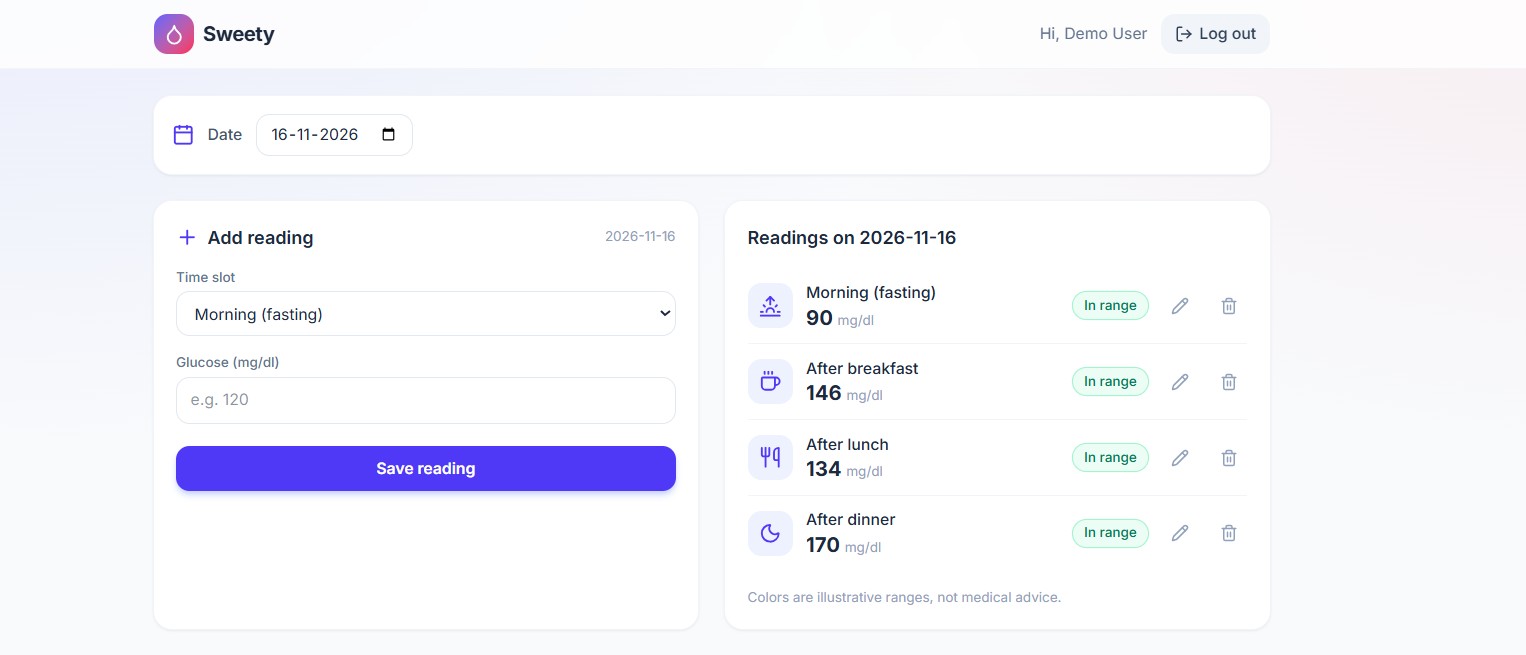 Sweety
Hi, Demo User
Log out
Date
16-11-2026
Add reading
2026-11-16
Time slot
Morning (fasting)
Glucose (mg/dl)
e.g. 120
Save reading
Readings on 2026-11-16
Morning (fasting)
90 mg/dl
In range
After breakfast
146 mg/dl
In range
After lunch
134 mg/dl
In range
After dinner
170 mg/dl
In range
Colors are illustrative ranges, not medical advice.